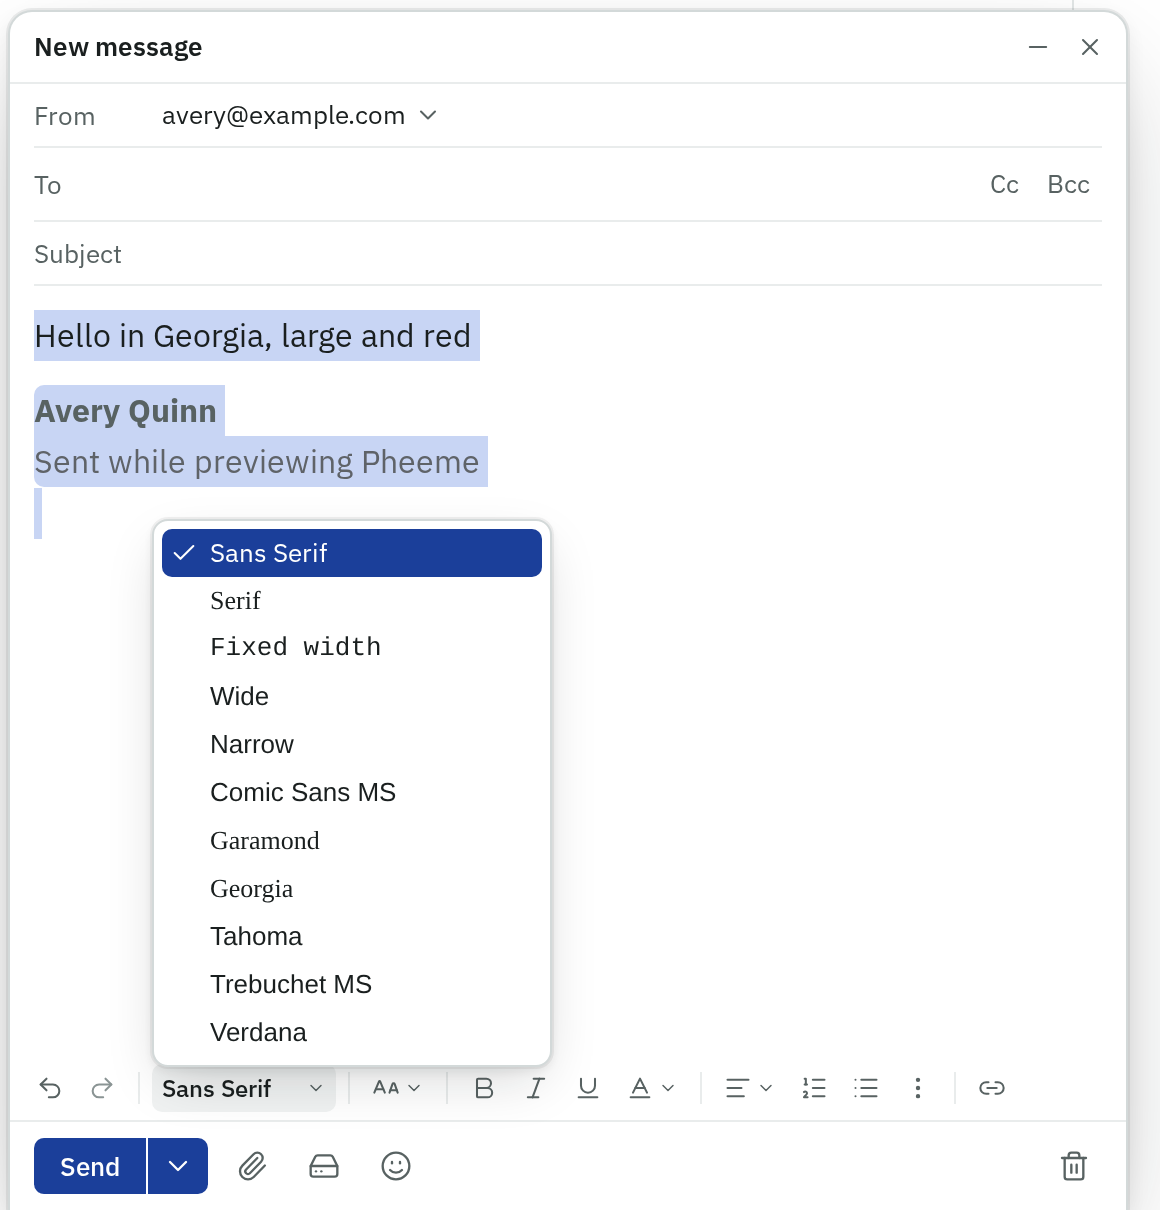 New message
From avery@example.com
To Cc Bcc
Subject
Hello in Georgia, large and red
Avery Quinn
Sent while previewing Pheeme
Sans Serif
Serif
Fixed width
Wide
Narrow
Comic Sans MS
Garamond
Georgia
Tahoma
Trebuchet MS
Verdana
Sans Serif AA B I U A
Send